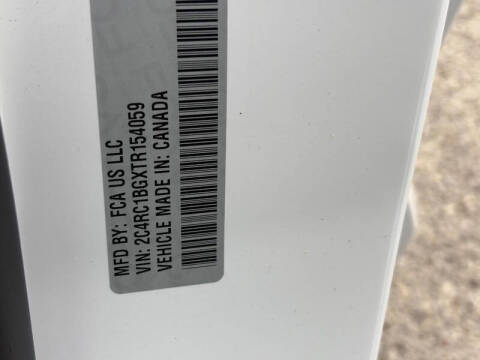 MFD BY: FCA US LLC
VIN: 2C4RC1BGXTR154059
VEHICLE MADE IN: CANADA